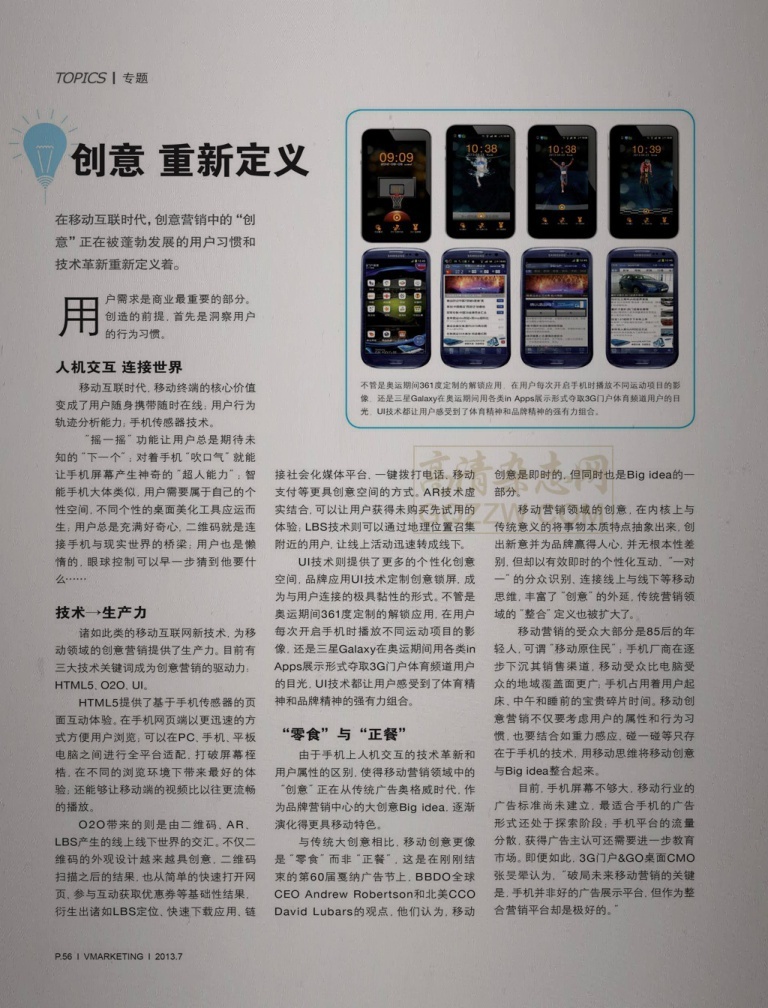 TOPICS | 专题
创意 重新定义
在移动互联时代，创意营销中的“创
意”正在被蓬勃发展的用户习惯和
技术革新重新定义着。
用户需求是商业最重要的部分。
创造的前提，首先是洞察用户
的行为习惯。
人机交互 连接世界
移动互联时代，移动终端的核心价值
变成了用户随身携带随时在线；用户行为
轨迹分析能力；手机传感器技术。
“摇一摇”功能让用户总是期待未
知的“下一个”；对着手机“吹口气”就能
让手机屏幕产生神奇的“超人能力”；智
能手机大体类似，用户需要属于自己的个
性空间，不同个性的桌面美化工具应运而
生；用户总是充满好奇心，二维码就是连
接手机与现实世界的桥梁；用户也是懒
惰的，眼球控制可以早一步猜到他要什
么……
技术→生产力
诸如此类的移动互联网新技术，为移
动领域的创意营销提供了生产力。目前有
三大技术关键词成为创意营销的驱动力：
HTML5、O2O、UI。
HTML5提供了基于手机传感器的页
面互动体验。在手机网页端以更迅速的方
式方便用户浏览；可以在PC、手机、平板
电脑之间进行全平台适配，打破屏幕桎
梏，在不同的浏览环境下带来最好的体
验；还能够让移动端的视频比以往更流畅
的播放。
O2O带来的则是由二维码、AR、
LBS产生的线上线下世界的交汇。不仅二
维码的外观设计越来越具创意，二维码
扫描之后的结果，也从简单的快速打开网
页，参与互动获取优惠券等基础性结果，
衍生出诸如LBS定位、快速下载应用、链
09:09
10:38
10:38
10:39
不管是奥运期间361度定制的解锁应用，在用户每次开启手机时播放不同运动项目的影
像，还是三星Galaxy在奥运期间用各类in Apps展示形式夺取3G门户体育频道用户的目
光，UI技术都让用户感受到了体育精神和品牌精神的强有力组合。
接社会化媒体平台、一键拨打电话、移动
支付等更具创意空间的方式。AR技术虚
实结合，可以让用户获得未购买先试用的
体验；LBS技术则可以通过地理位置召集
附近的用户，让线上活动迅速转成线下。
UI技术则提供了更多的个性化创意
空间，品牌应用UI技术定制创意锁屏，成
为与用户连接的极具黏性的形式。不管是
奥运期间361度定制的解锁应用，在用户
每次开启手机时播放不同运动项目的影
像，还是三星Galaxy在奥运期间用各类in
Apps展示形式夺取3G门户体育频道用户
的目光，UI技术都让用户感受到了体育精
神和品牌精神的强有力组合。
“零食”与“正餐”
由于手机上人机交互的技术革新和
用户属性的区别，使得移动营销领域中的
“创意”正在从传统广告奥格威时代，作
为品牌营销中心的大创意Big idea，逐渐
演化得更具移动特色。
与传统大创意相比，移动创意更像
是“零食”而非“正餐”，这是在刚刚结
束的第60届戛纳广告节上，BBDO全球
CEO Andrew Robertson和北美CCO
David Lubars的观点，他们认为，移动
创意是即时的，但同时也是Big idea的一
部分。
移动营销领域的创意，在内核上与
传统意义的将事物本质特点抽象出来，创
出新意并为品牌赢得人心，并无根本性差
别，但却以有效即时的个性化互动，“一对
一”的分众识别，连接线上与线下等移动
思维，丰富了“创意”的外延，传统营销领
域的“整合”定义也被扩大了。
移动营销的受众大部分是85后的年
轻人，可谓“移动原住民”；手机厂商在逐
步下沉其销售渠道，移动受众比电脑受
众的地域覆盖面更广；手机占用着用户起
床、中午和睡前的宝贵碎片时间。移动创
意营销不仅要考虑用户的属性和行为习
惯，也要结合如重力感应、碰一碰等只存
在于手机的技术，用移动思维将移动创意
与Big idea整合起来。
目前，手机屏幕不够大，移动行业的
广告标准尚未建立，最适合手机的广告
形式还处于探索阶段；手机平台的流量
分散，获得广告主认可还需要进一步教育
市场。即便如此，3G门户&GO桌面CMO
张旻翚认为，“破局未来移动营销的关键
是，手机并非好的广告展示平台，但作为整
合营销平台却是极好的。”
高清杂志网
P.56 | VMARKETING | 2013.7